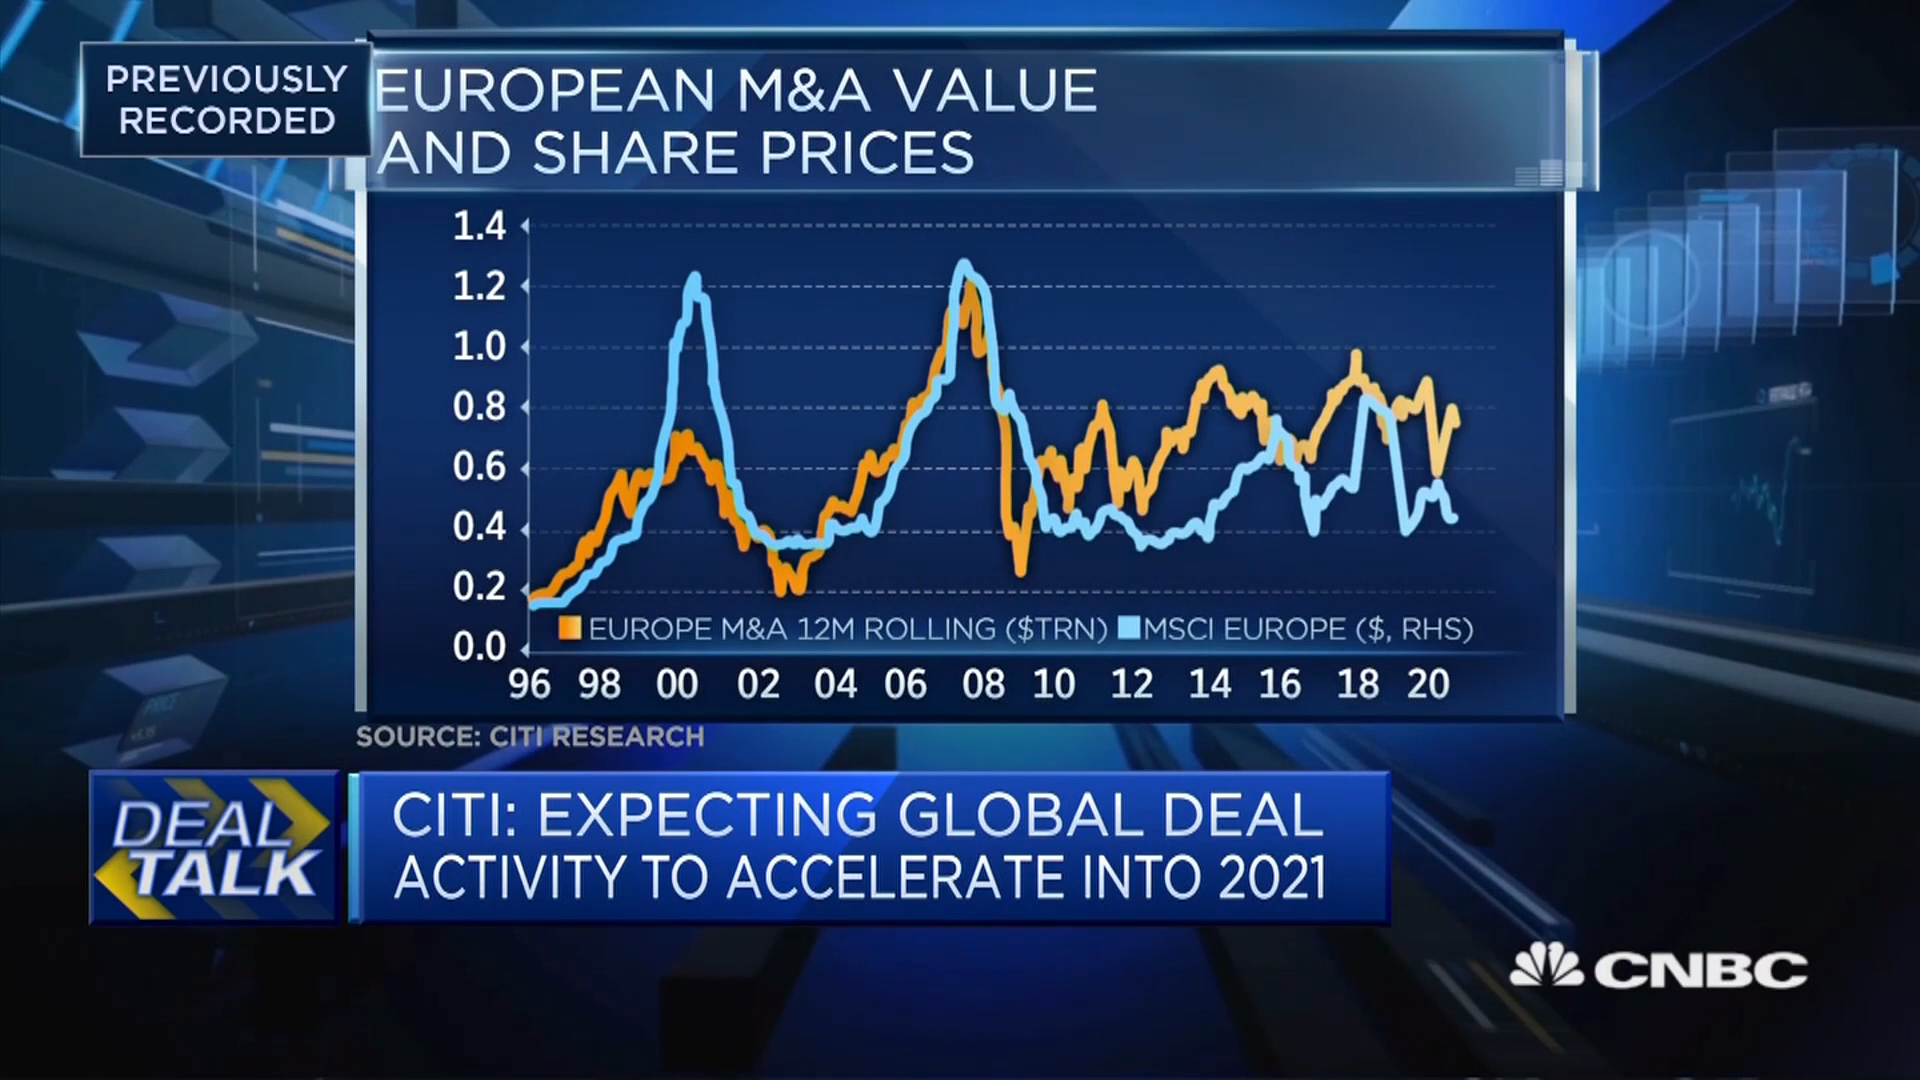 PREVIOUSLY
RECORDED
EUROPEAN M&A VALUE
AND SHARE PRICES
1.4
1.2
1.0
0.8
0.6
0.4
0.2
0.0
EUROPE M&A 12M ROLLING ($TRN) MSCI EUROPE ($, RHS)
96 98 00 02 04 06 08 10 12 14 16 18 20
SOURCE: CITI RESEARCH
DEAL
TALK
CITI: EXPECTING GLOBAL DEAL
ACTIVITY TO ACCELERATE INTO 2021
CNBC